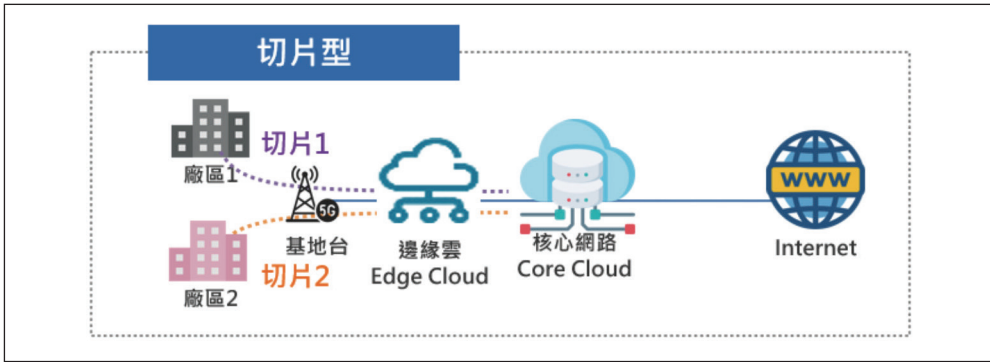 切片型
切片1
廠區1
5G
基地台
切片2
廠區2
邊緣雲
Edge Cloud
核心網路
Core Cloud
WWW
Internet